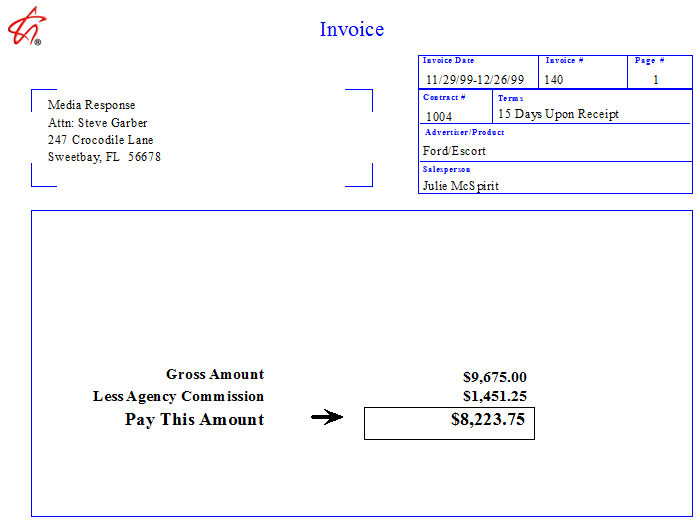 Invoice
Invoice Date Invoice # Page #
11/29/99-12/26/99 140 1
Contract # Terms
1004 15 Days Upon Receipt
Advertiser/Product
Ford/Escort
Salesperson
Julie McSpirit
Media Response
Attn: Steve Garber
247 Crocodile Lane
Sweetbay, FL 56678
Gross Amount $9,675.00
Less Agency Commission $1,451.25
Pay This Amount $8,223.75